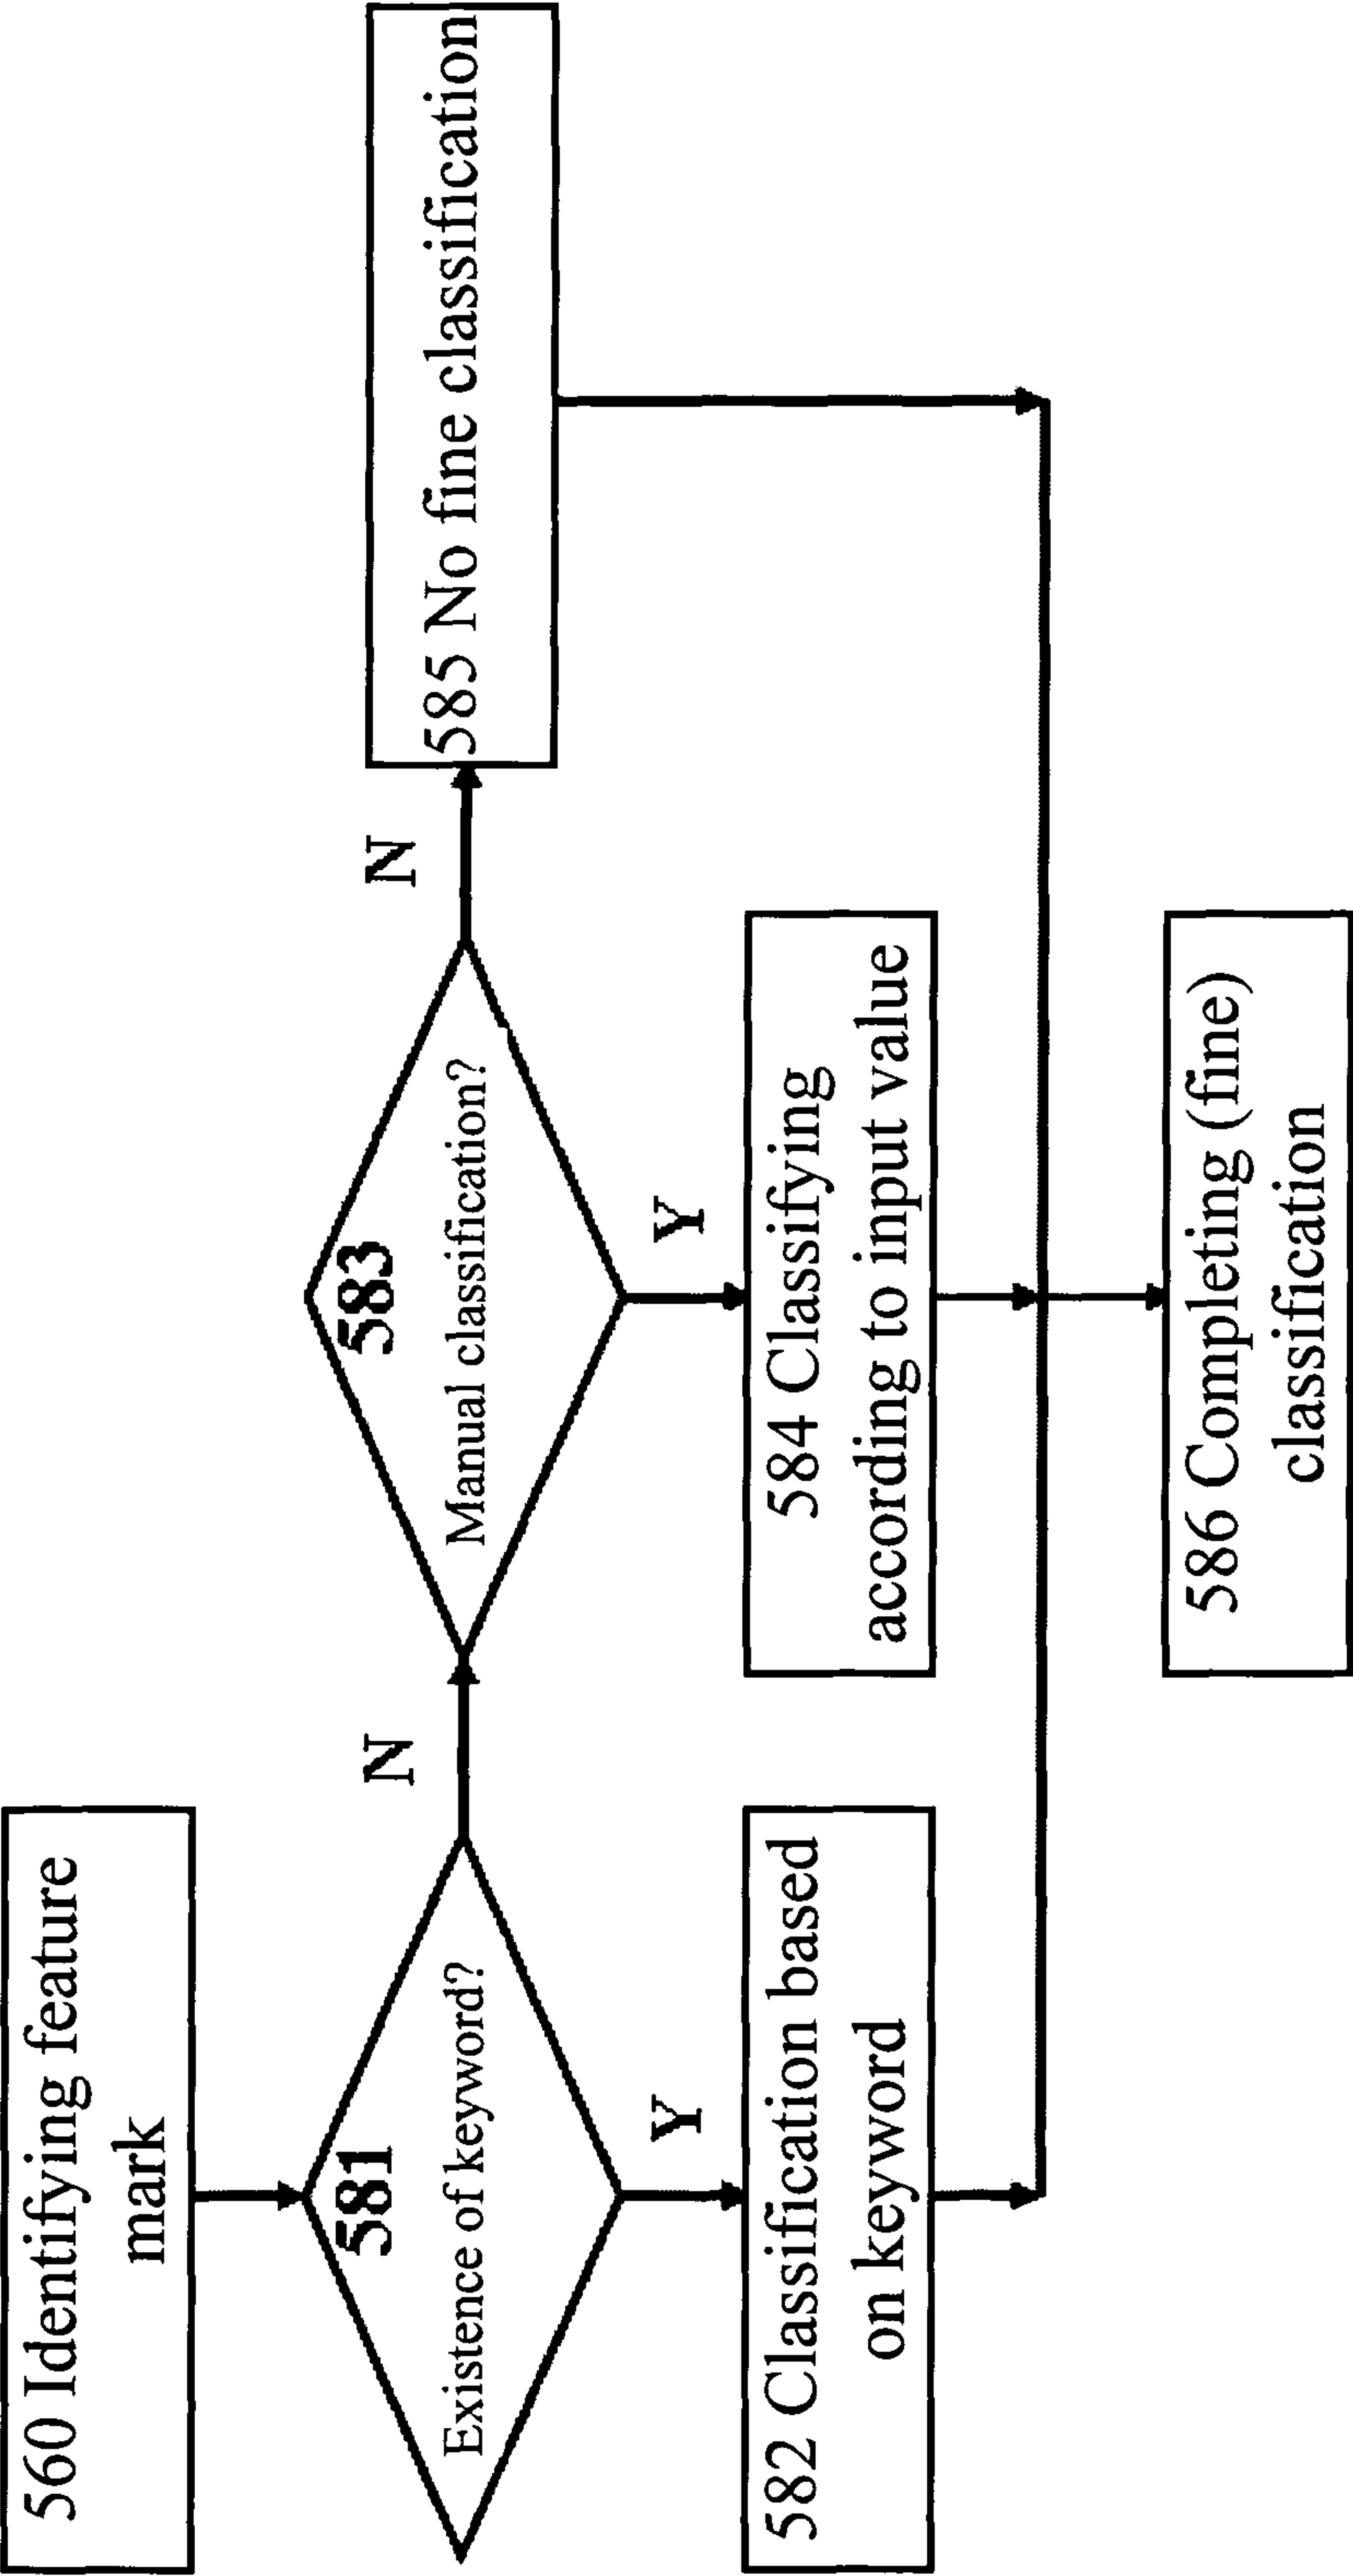 560 Identifying feature
mark
581
Existence of keyword?
N
Y
582 Classification based
on keyword
583
Manual classification?
N
Y
584 Classifying
according to input value
585 No fine classification
586 Completing (fine)
classification